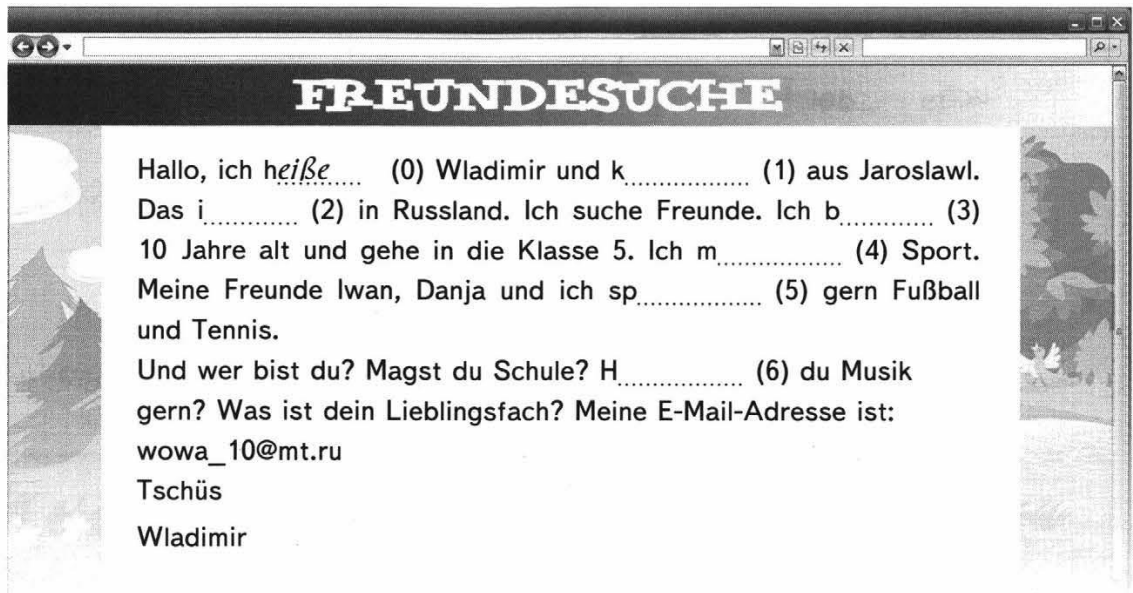 FREUNDESUCHE
Hallo, ich heiße (0) Wladimir und k................. (1) aus Jaroslawl.
Das i............ (2) in Russland. Ich suche Freunde. Ich b............ (3)
10 Jahre alt und gehe in die Klasse 5. Ich m................. (4) Sport.
Meine Freunde Iwan, Danja und ich sp................. (5) gern Fußball
und Tennis.
Und wer bist du? Magst du Schule? H................. (6) du Musik
gern? Was ist dein Lieblingsfach? Meine E-Mail-Adresse ist:
wowa_10@mt.ru
Tschüs
Wladimir